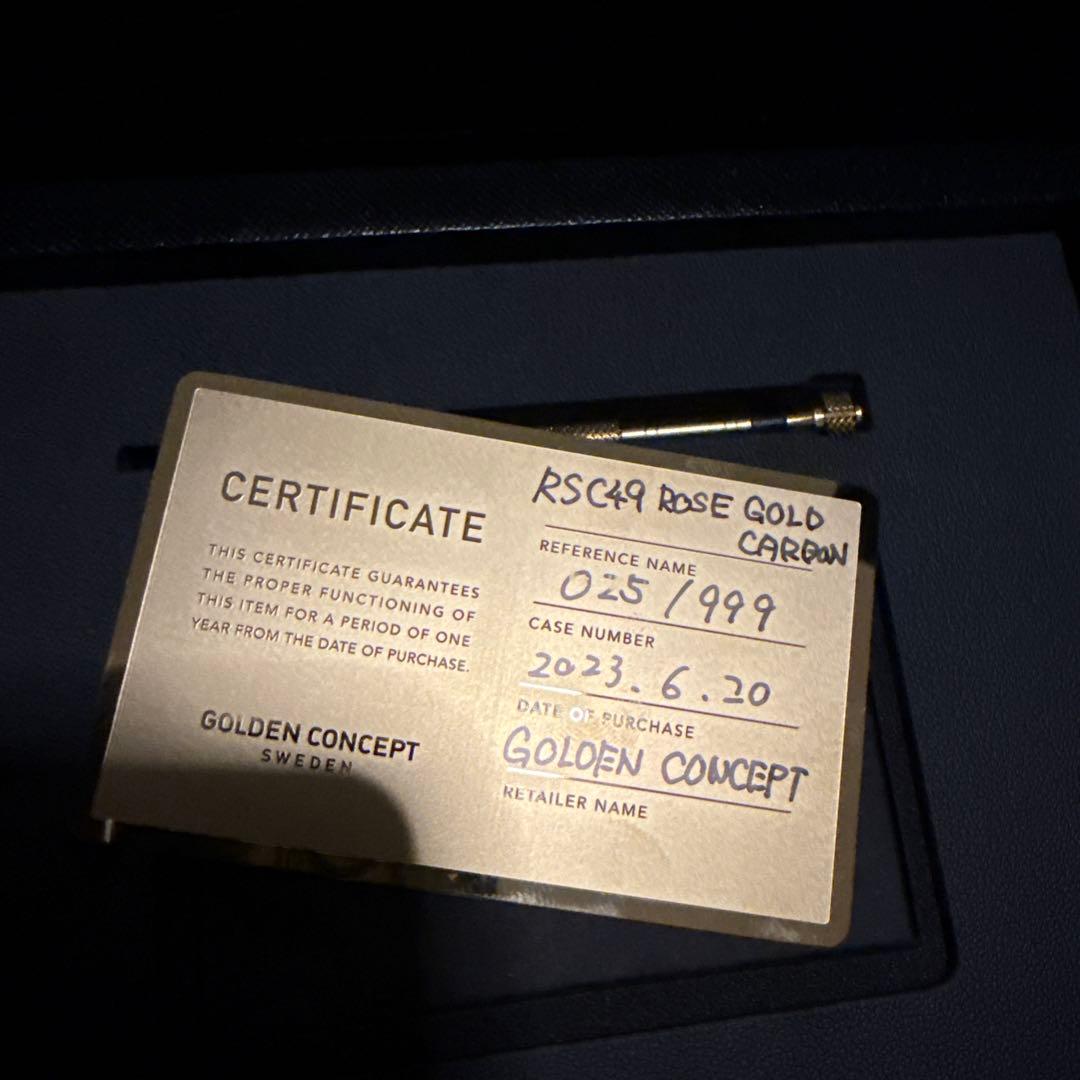 CERTIFICATE
THIS CERTIFICATE GUARANTEES
THE PROPER FUNCTIONING OF
THIS ITEM FOR A PERIOD OF ONE
YEAR FROM THE DATE OF PURCHASE.
GOLDEN CONCEPT
SWEDEN
RSC49 ROSE GOLD
CARBON
REFERENCE NAME
025/999
CASE NUMBER
2023.6.20
DATE OF PURCHASE
GOLDEN CONCEPT
RETAILER NAME